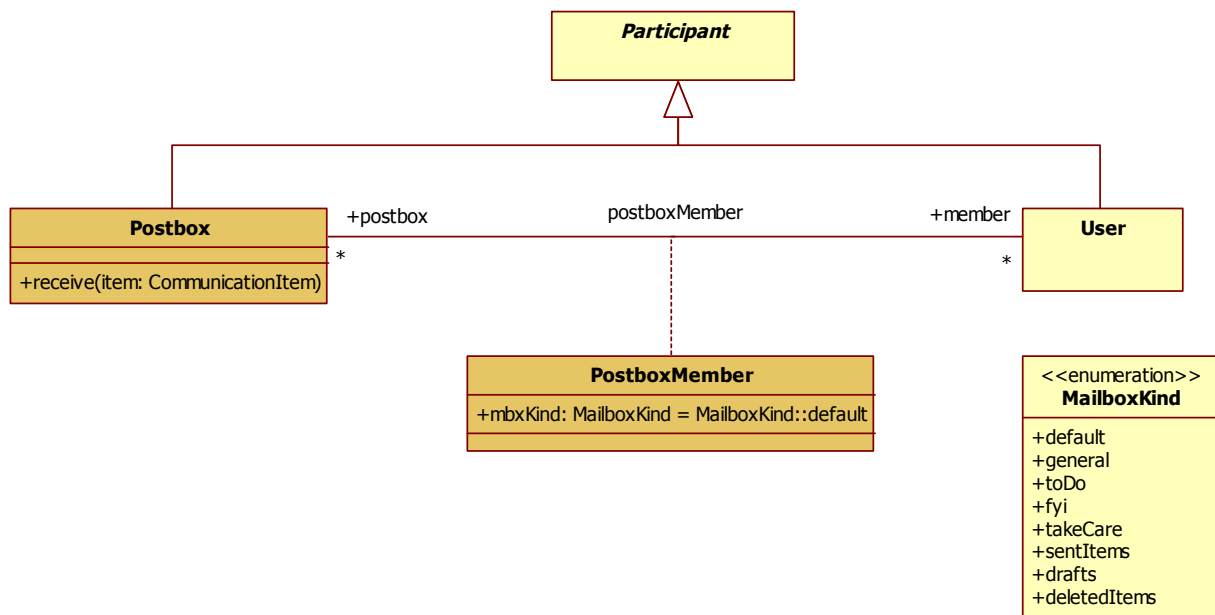 Participant
+postbox
postboxMember
+member
Postbox
User
*
*
+receive(item: CommunicationItem)
PostboxMember
+mbxKind: MailboxKind = MailboxKind::default
<<enumeration>>
MailboxKind
+default
+general
+toDo
+fyi
+takeCare
+sentItems
+drafts
+deletedItems